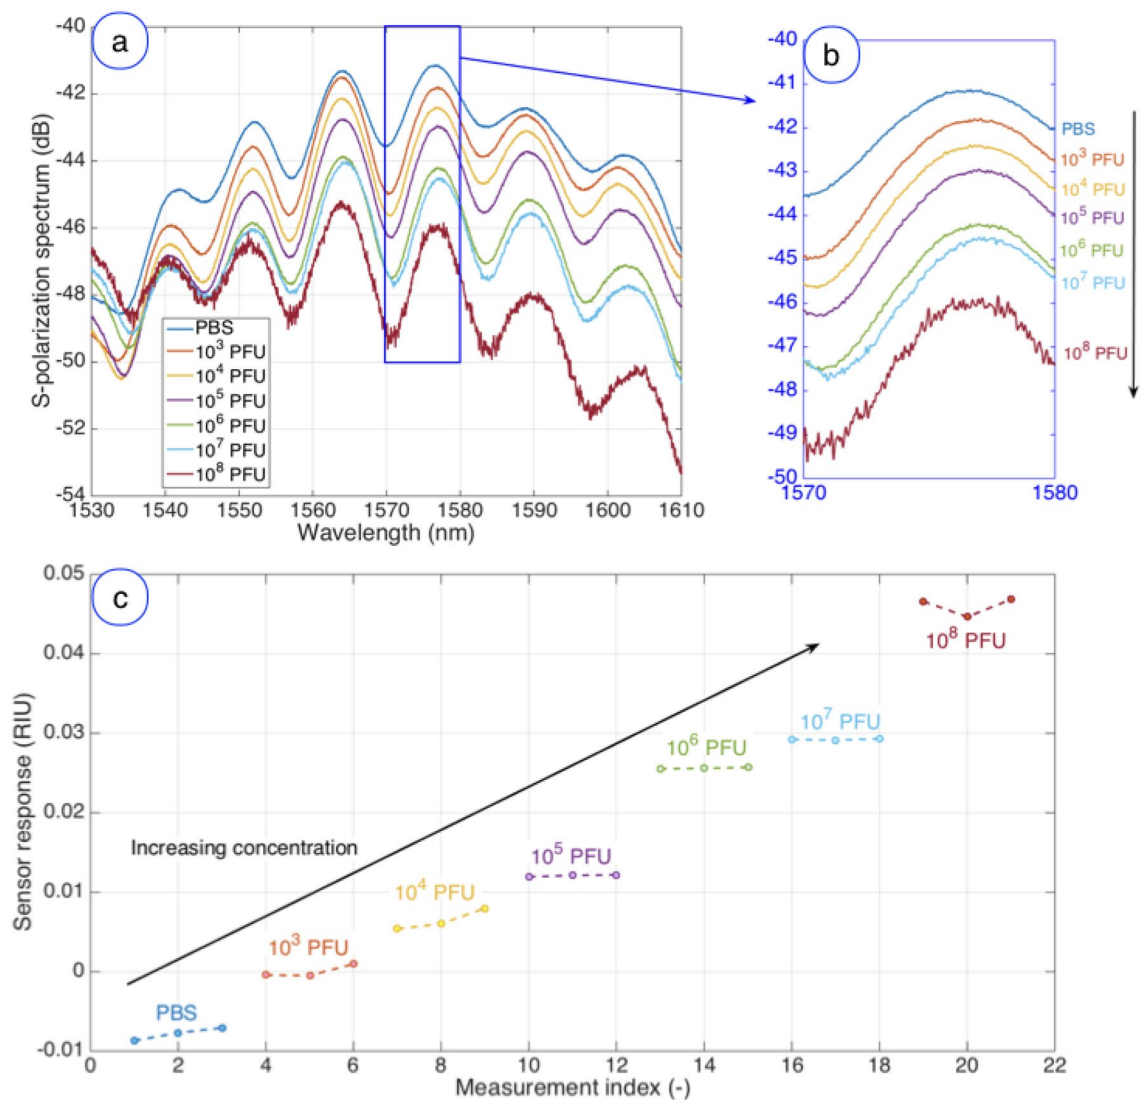 a
S-polarization spectrum (dB)
-40
-42
-44
-46
-48
-50
-52
-54
PBS
10³ PFU
10⁴ PFU
10⁵ PFU
10⁶ PFU
10⁷ PFU
10⁸ PFU
1530 1540 1550 1560 1570 1580 1590 1600 1610
Wavelength (nm)
b
-40
-41
-42
-43
-44
-45
-46
-47
-48
-49
-50
PBS
10³ PFU
10⁴ PFU
10⁵ PFU
10⁶ PFU
10⁷ PFU
10⁸ PFU
1570 1580
c
Sensor response (RIU)
0.05
0.04
0.03
0.02
0.01
0
-0.01
10⁸ PFU
10⁷ PFU
10⁶ PFU
Increasing concentration
10⁵ PFU
10⁴ PFU
10³ PFU
PBS
0 2 4 6 8 10 12 14 16 18 20 22
Measurement index (-)